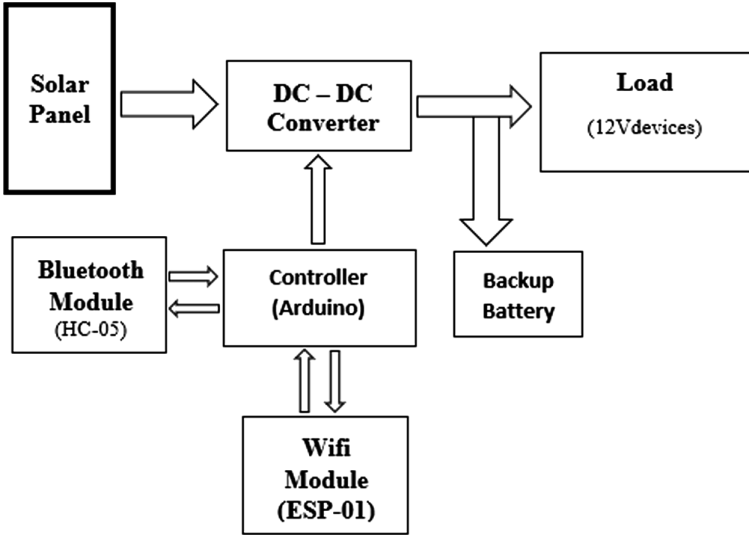 Solar
Panel
DC – DC
Converter
Load
(12Vdevices)
Bluetooth
Module
(HC-05)
Controller
(Arduino)
Backup
Battery
Wifi
Module
(ESP-01)